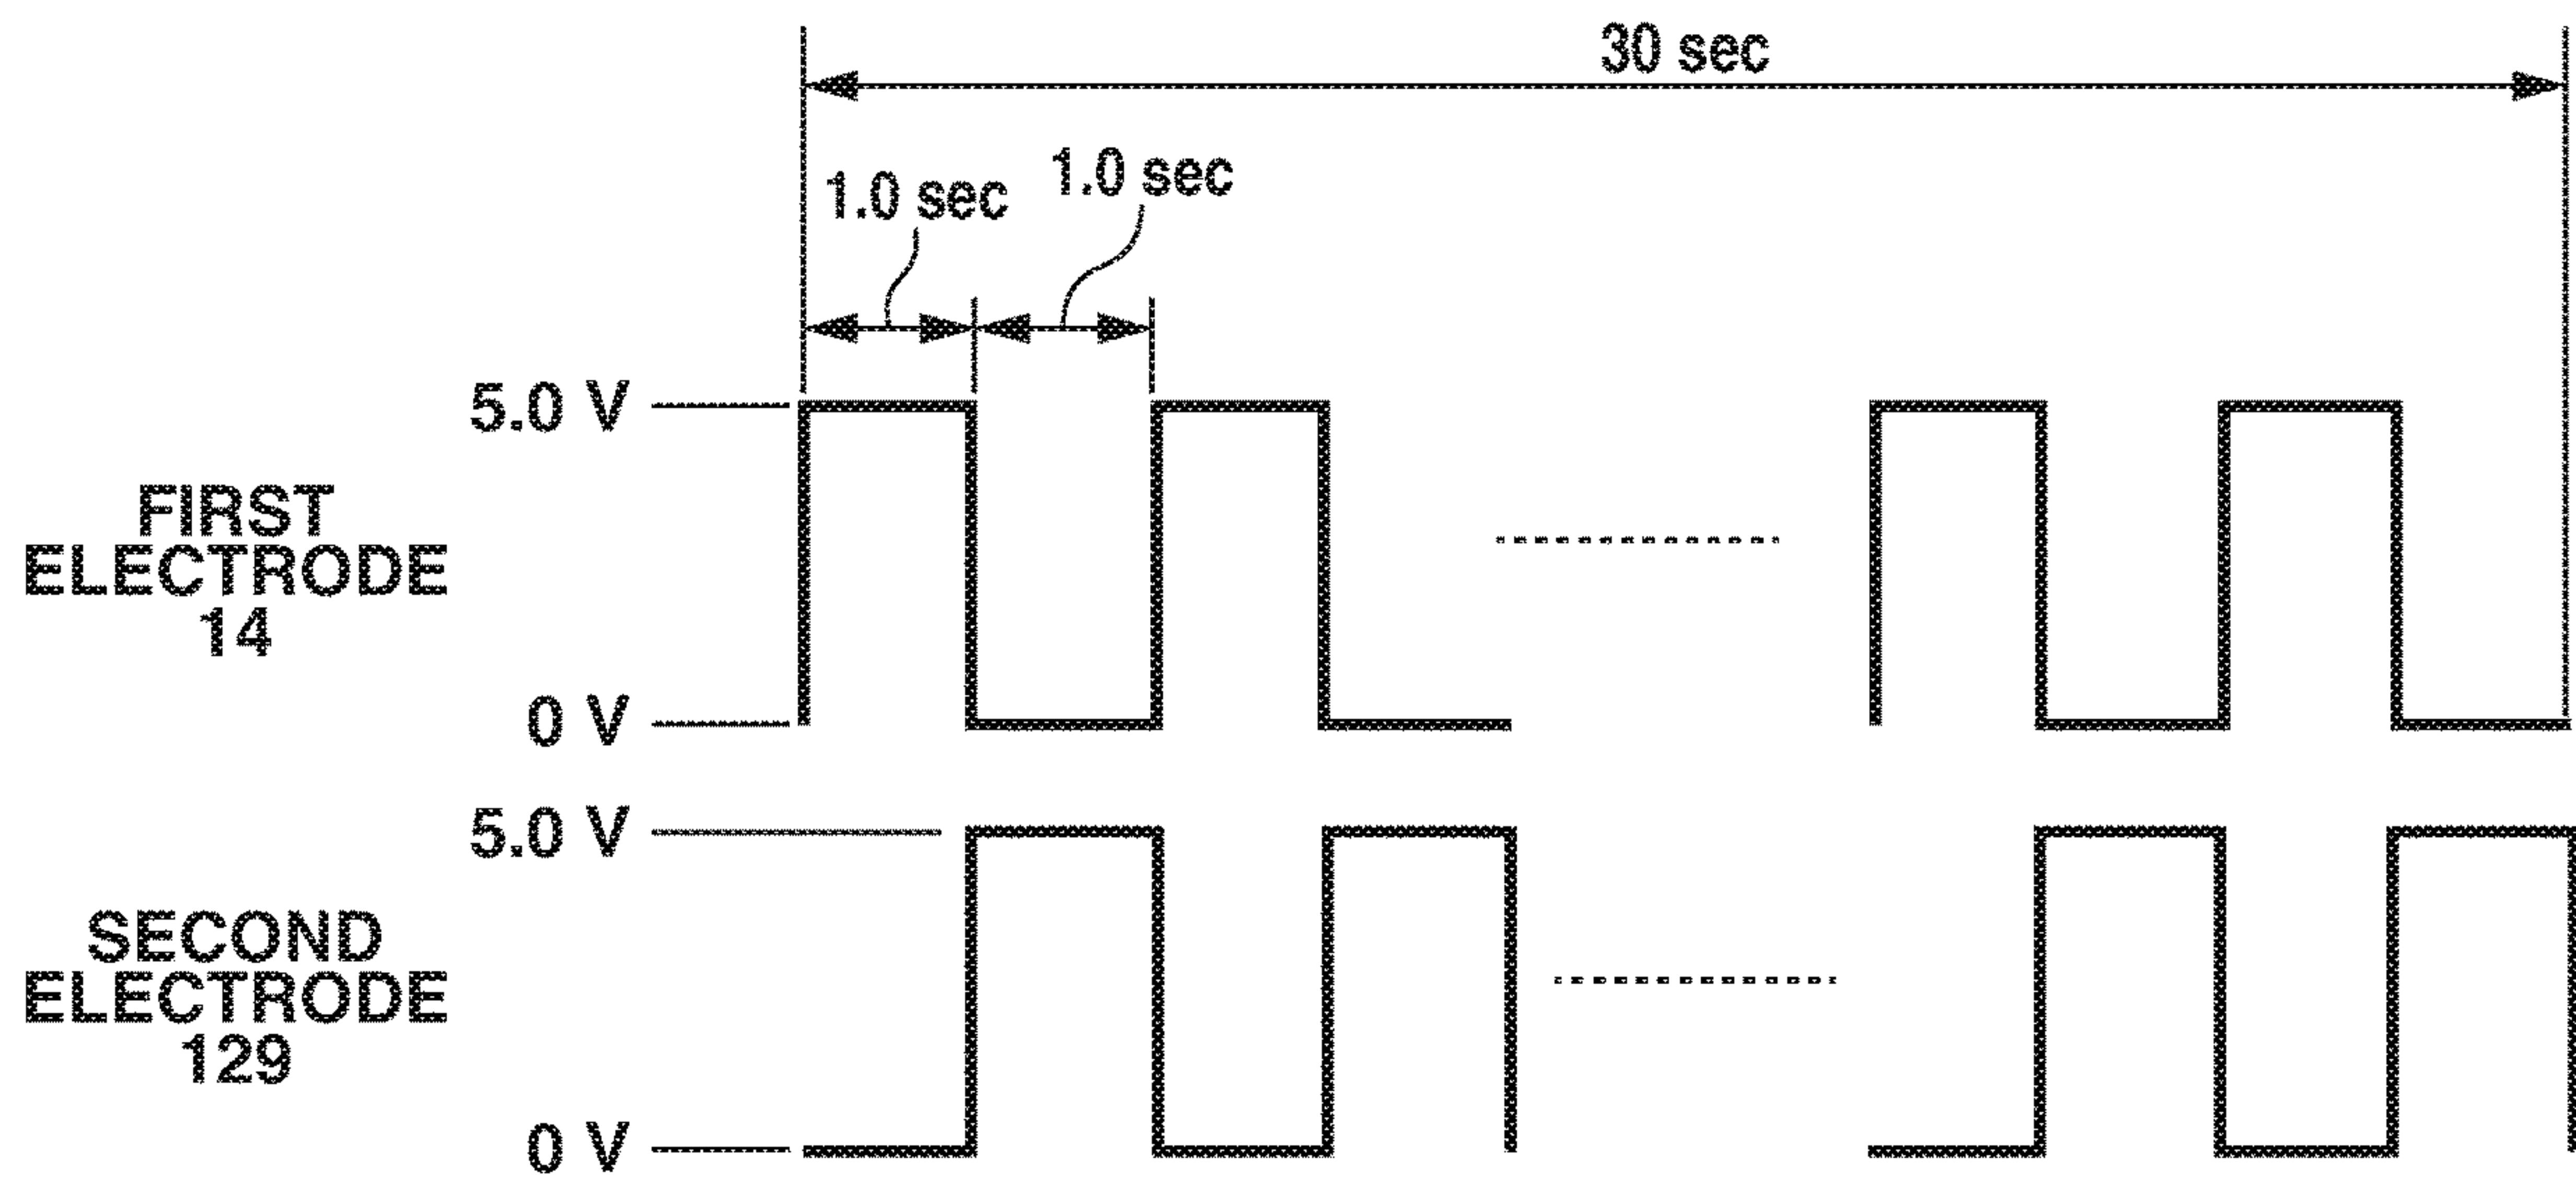 30 sec
1.0 sec
1.0 sec
5.0 V
FIRST
ELECTRODE
14
0 V
5.0 V
SECOND
ELECTRODE
129
0 V